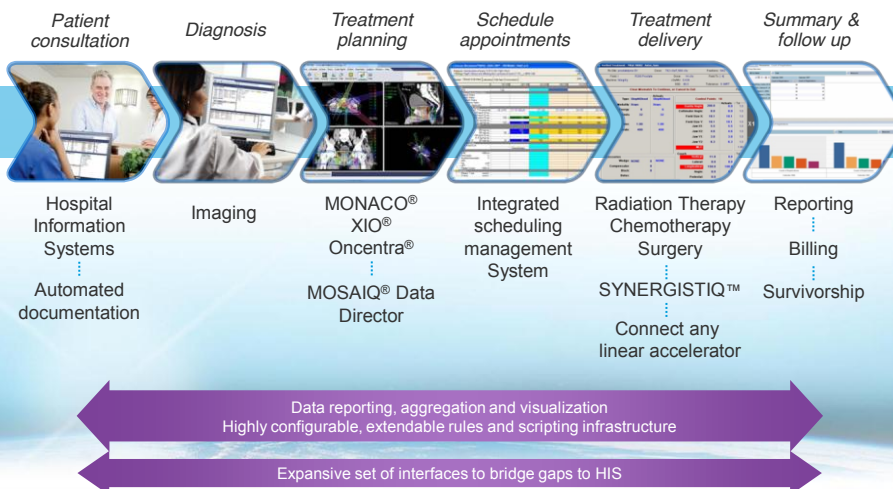 Patient
consultation
Diagnosis
Treatment
planning
Schedule
appointments
Treatment
delivery
Summary &
follow up
Hospital
Information
Systems
Automated
documentation
Imaging
MONACO®
XIO®
Oncentra®
MOSAIQ® Data
Director
Integrated
scheduling
management
System
Radiation Therapy
Chemotherapy
Surgery
SYNERGISTIQ™
Connect any
linear accelerator
Reporting
Billing
Survivorship
Data reporting, aggregation and visualization
Highly configurable, extendable rules and scripting infrastructure
Expansive set of interfaces to bridge gaps to HIS